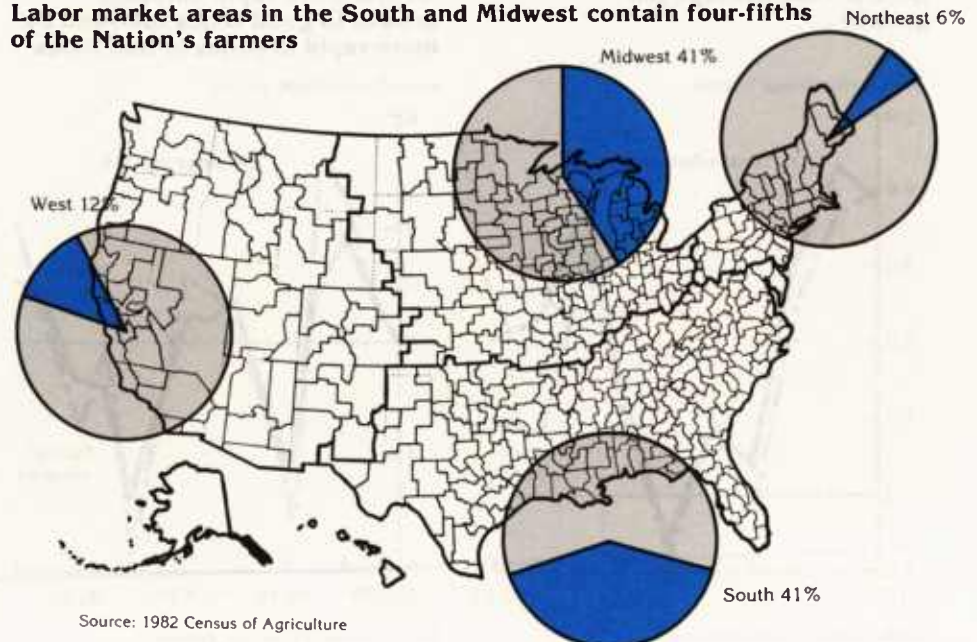 Labor market areas in the South and Midwest contain four-fifths
of the Nation's farmers
Northeast 6%
Midwest 41%
West 12%
South 41%
Source: 1982 Census of Agriculture